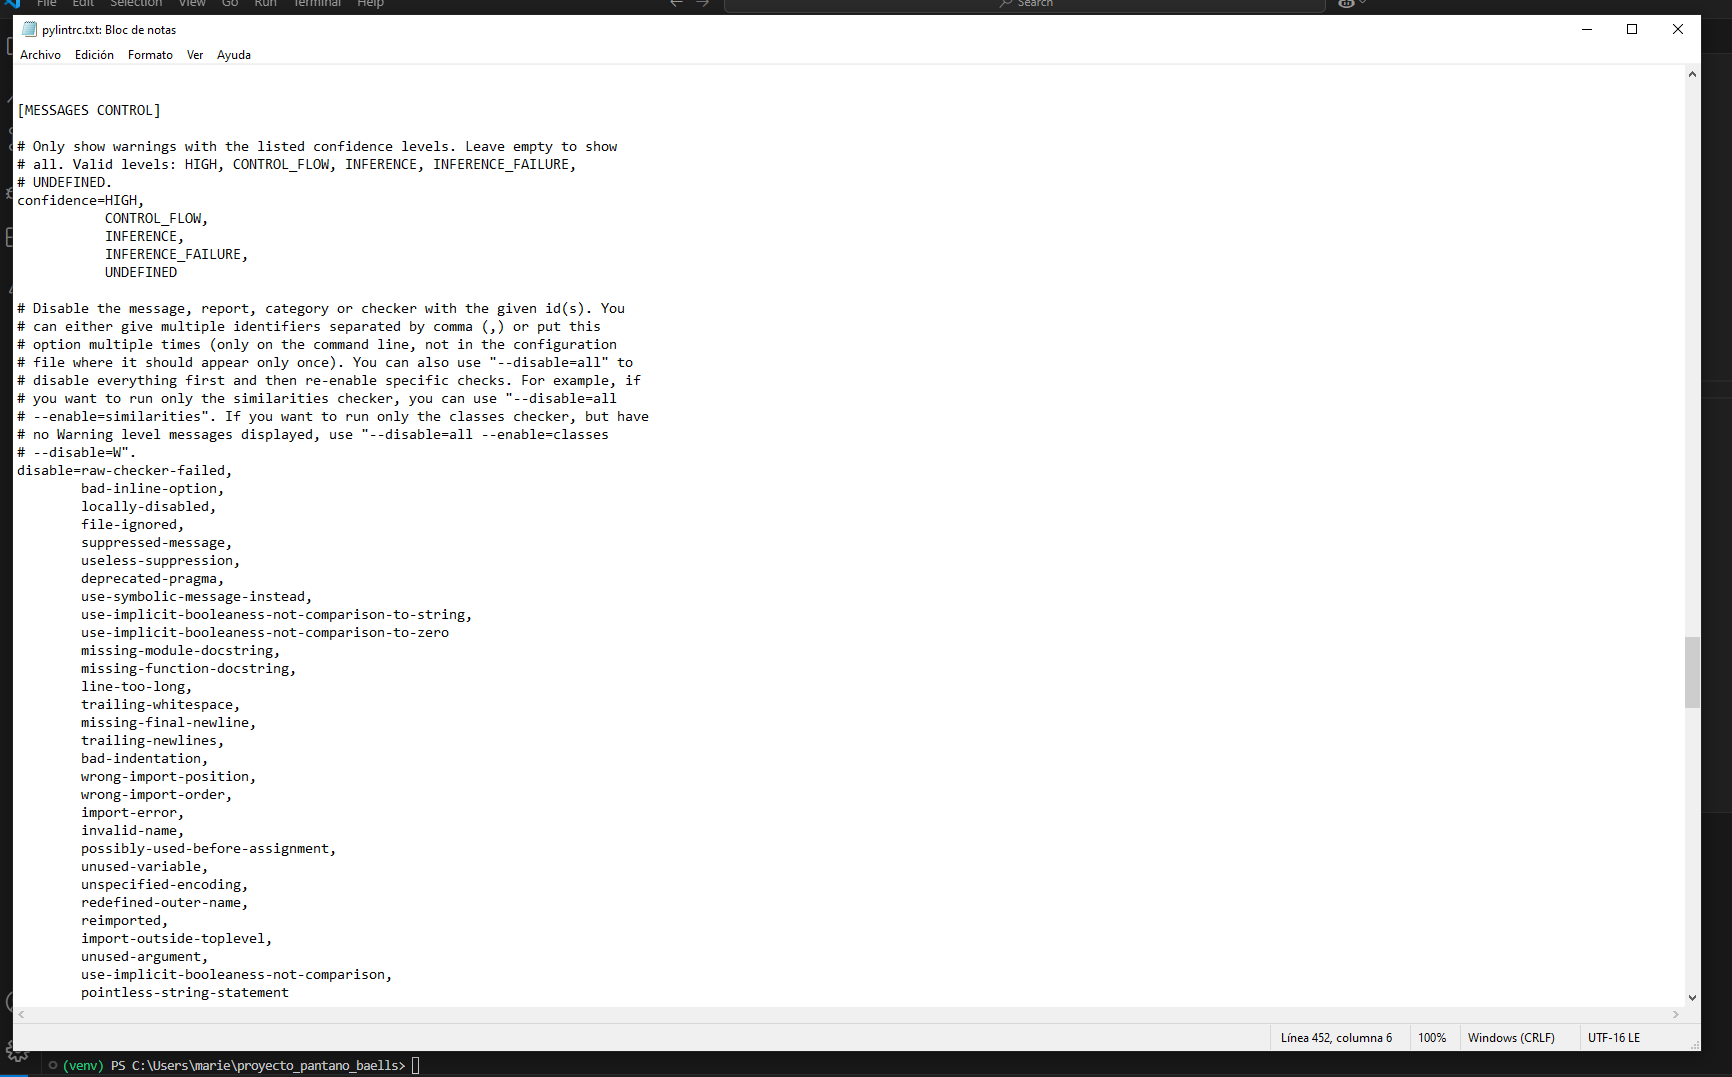 File Edit Selection View Go Run Terminal Help Search
pylintrc.txt: Bloc de notas
Archivo Edición Formato Ver Ayuda
[MESSAGES CONTROL]
# Only show warnings with the listed confidence levels. Leave empty to show
# all. Valid levels: HIGH, CONTROL_FLOW, INFERENCE, INFERENCE_FAILURE,
# UNDEFINED.
confidence=HIGH,
CONTROL_FLOW,
INFERENCE,
INFERENCE_FAILURE,
UNDEFINED
# Disable the message, report, category or checker with the given id(s). You
# can either give multiple identifiers separated by comma (,) or put this
# option multiple times (only on the command line, not in the configuration
# file where it should appear only once). You can also use "--disable=all" to
# disable everything first and then re-enable specific checks. For example, if
# you want to run only the similarities checker, you can use "--disable=all
# --enable=similarities". If you want to run only the classes checker, but have
# no Warning level messages displayed, use "--disable=all --enable=classes
# --disable=W".
disable=raw-checker-failed,
bad-inline-option,
locally-disabled,
file-ignored,
suppressed-message,
useless-suppression,
deprecated-pragma,
use-symbolic-message-instead,
use-implicit-booleaness-not-comparison-to-string,
use-implicit-booleaness-not-comparison-to-zero
missing-module-docstring,
missing-function-docstring,
line-too-long,
trailing-whitespace,
missing-final-newline,
trailing-newlines,
bad-indentation,
wrong-import-position,
wrong-import-order,
import-error,
invalid-name,
possibly-used-before-assignment,
unused-variable,
unspecified-encoding,
redefined-outer-name,
reimported,
import-outside-toplevel,
unused-argument,
use-implicit-booleaness-not-comparison,
pointless-string-statement
Línea 452, columna 6 100% Windows (CRLF) UTF-16 LE
(venv) PS C:\Users\marie\proyecto_pantano_baells>